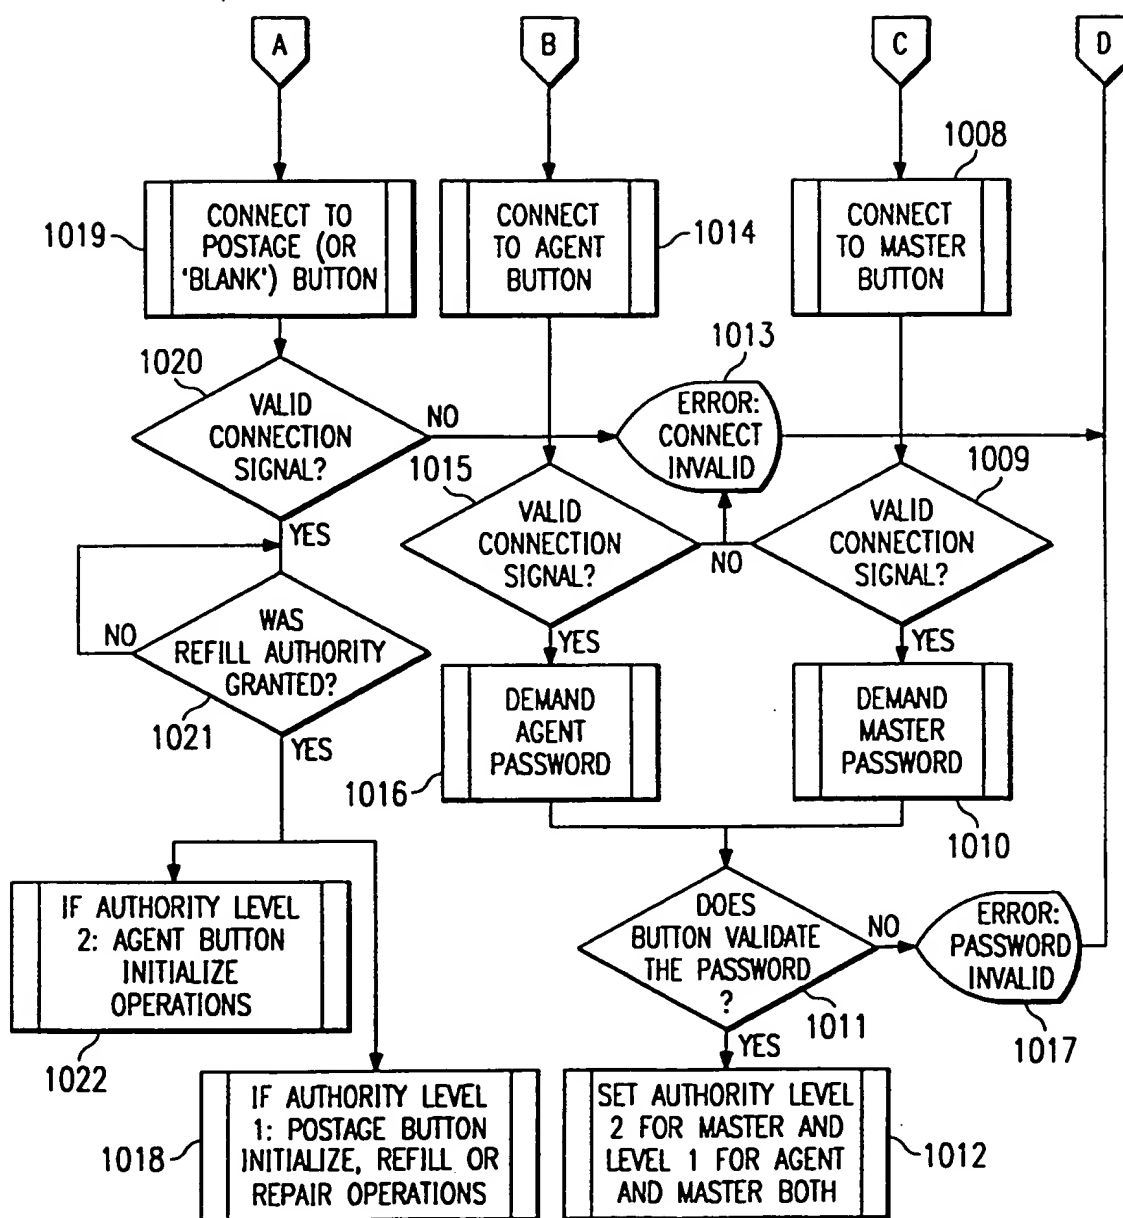 A
B
C
D
1008
CONNECT TO
POSTAGE (OR
'BLANK') BUTTON
1019
CONNECT
TO AGENT
BUTTON
1014
CONNECT
TO MASTER
BUTTON
1013
1020
VALID
CONNECTION
SIGNAL?
NO
ERROR:
CONNECT
INVALID
1015
1009
YES
VALID
CONNECTION
SIGNAL?
NO
VALID
CONNECTION
SIGNAL?
NO
WAS
REFILL AUTHORITY
GRANTED?
1021
YES
YES
YES
DEMAND
AGENT
PASSWORD
1016
DEMAND
MASTER
PASSWORD
1010
IF AUTHORITY LEVEL
2: AGENT BUTTON
INITIALIZE
OPERATIONS
1022
DOES
BUTTON VALIDATE
THE PASSWORD
?
1011
NO
ERROR:
PASSWORD
INVALID
1017
YES
IF AUTHORITY LEVEL
1: POSTAGE BUTTON
INITIALIZE, REFILL OR
REPAIR OPERATIONS
1018
SET AUTHORITY LEVEL
2 FOR MASTER AND
LEVEL 1 FOR AGENT
AND MASTER BOTH
1012